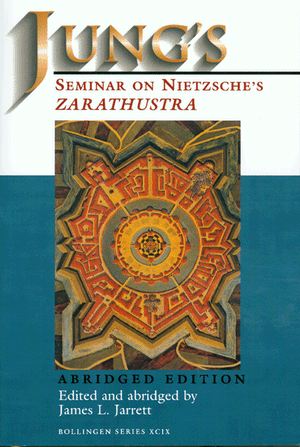 JUNG'S
SEMINAR ON NIETZSCHE'S
ZARATHUSTRA
ABRIDGED EDITION
Edited and abridged by
James L. Jarrett
BOLLINGEN SERIES XCIX